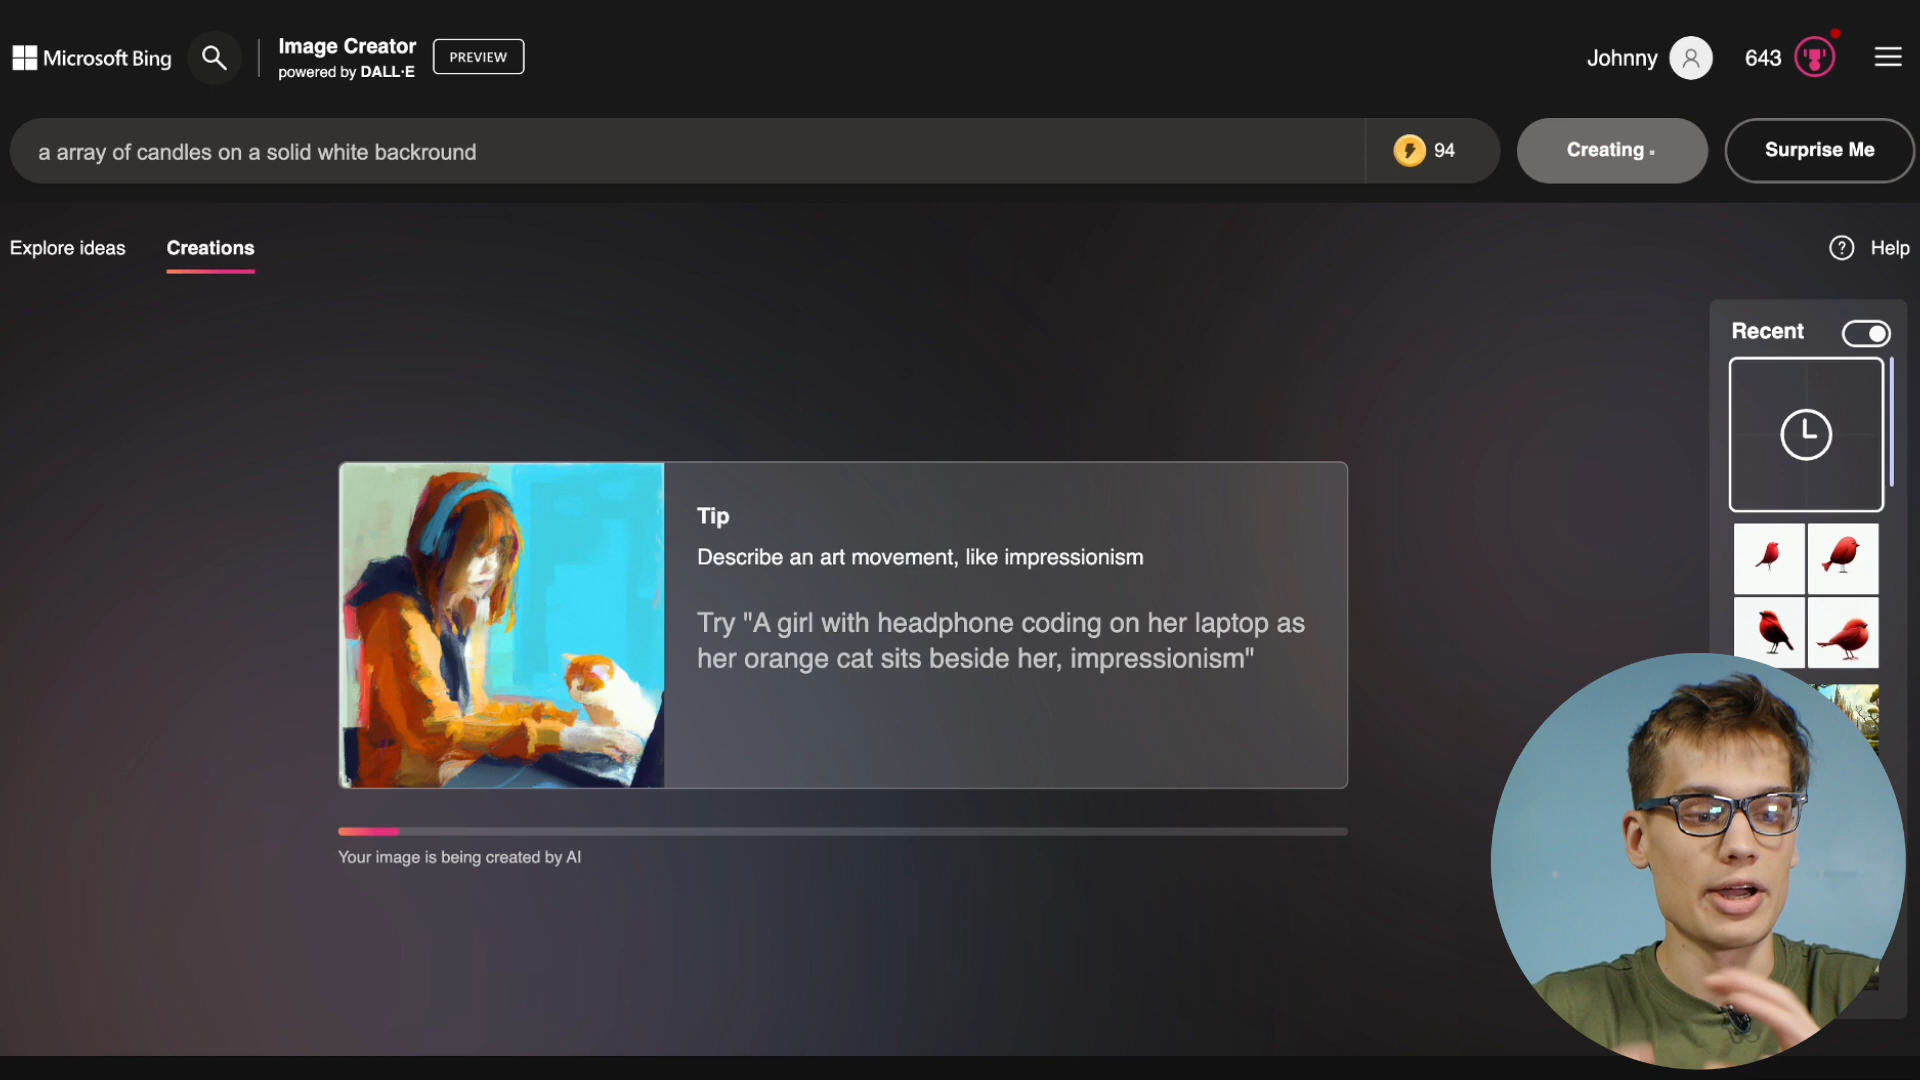 Microsoft Bing
Image Creator
powered by DALL·E
PREVIEW
Johnny
643
a array of candles on a solid white backround
94
Creating
Surprise Me
Explore ideas
Creations
Help
Recent
Tip
Describe an art movement, like impressionism
Try "A girl with headphone coding on her laptop as
her orange cat sits beside her, impressionism"
Your image is being created by AI